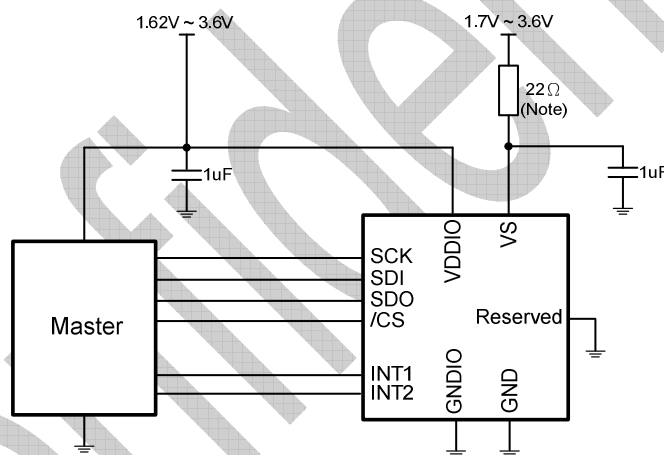 1.62V ~ 3.6V
1.7V ~ 3.6V
22Ω
(Note)
1uF
1uF
SCK
SDI
SDO
/CS
INT1
INT2
VDDIO
VS
Reserved
GNDIO
GND
Master